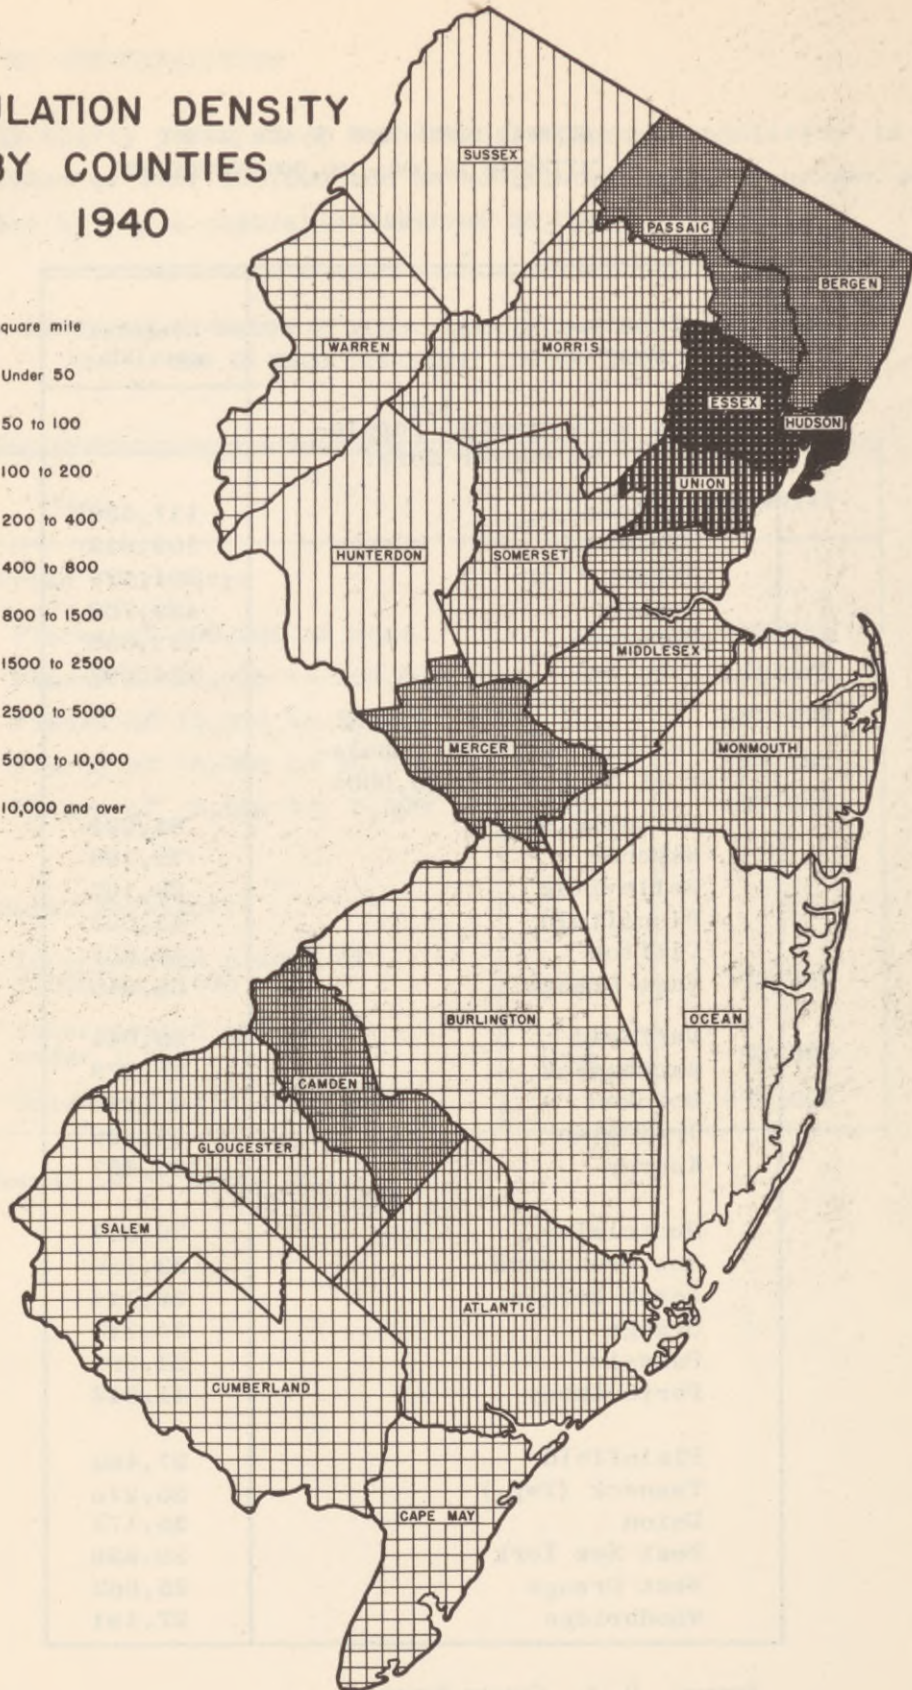 ULATION DENSITY
BY COUNTIES
1940
quare mile
Under 50
50 to 100
100 to 200
200 to 400
400 to 800
800 to 1500
1500 to 2500
2500 to 5000
5000 to 10,000
10,000 and over
SUSSEX
PASSAIC
BERGEN
WARREN
MORRIS
ESSEX
HUDSON
UNION
HUNTERDON
SOMERSET
MIDDLESEX
MERCER
MONMOUTH
BURLINGTON
OCEAN
CAMDEN
GLOUCESTER
SALEM
ATLANTIC
CUMBERLAND
CAPE MAY